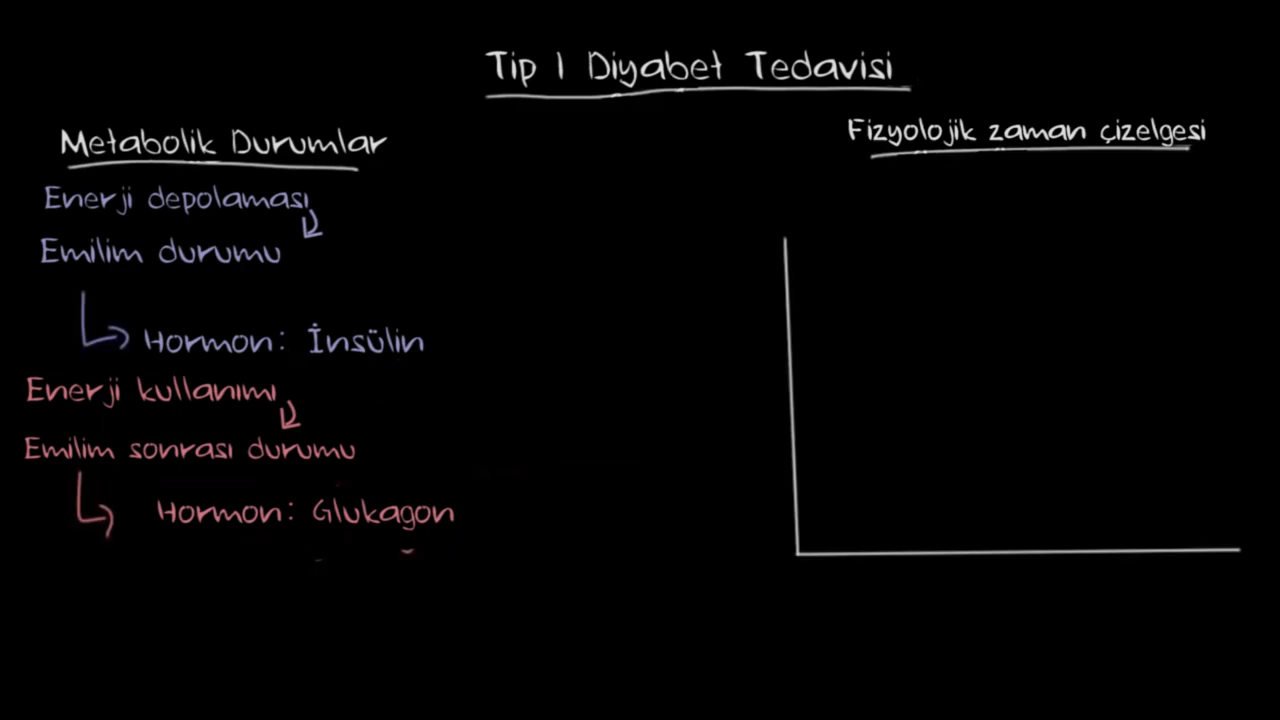 Tip 1 Diyabet Tedavisi
Metabolik Durumlar
Enerji depolaması
Emilim durumu
Hormon: İnsülin
Enerji kullanımı
Emilim sonrası durumu
Hormon: Glukagon
Fizyolojik zaman çizelgesi